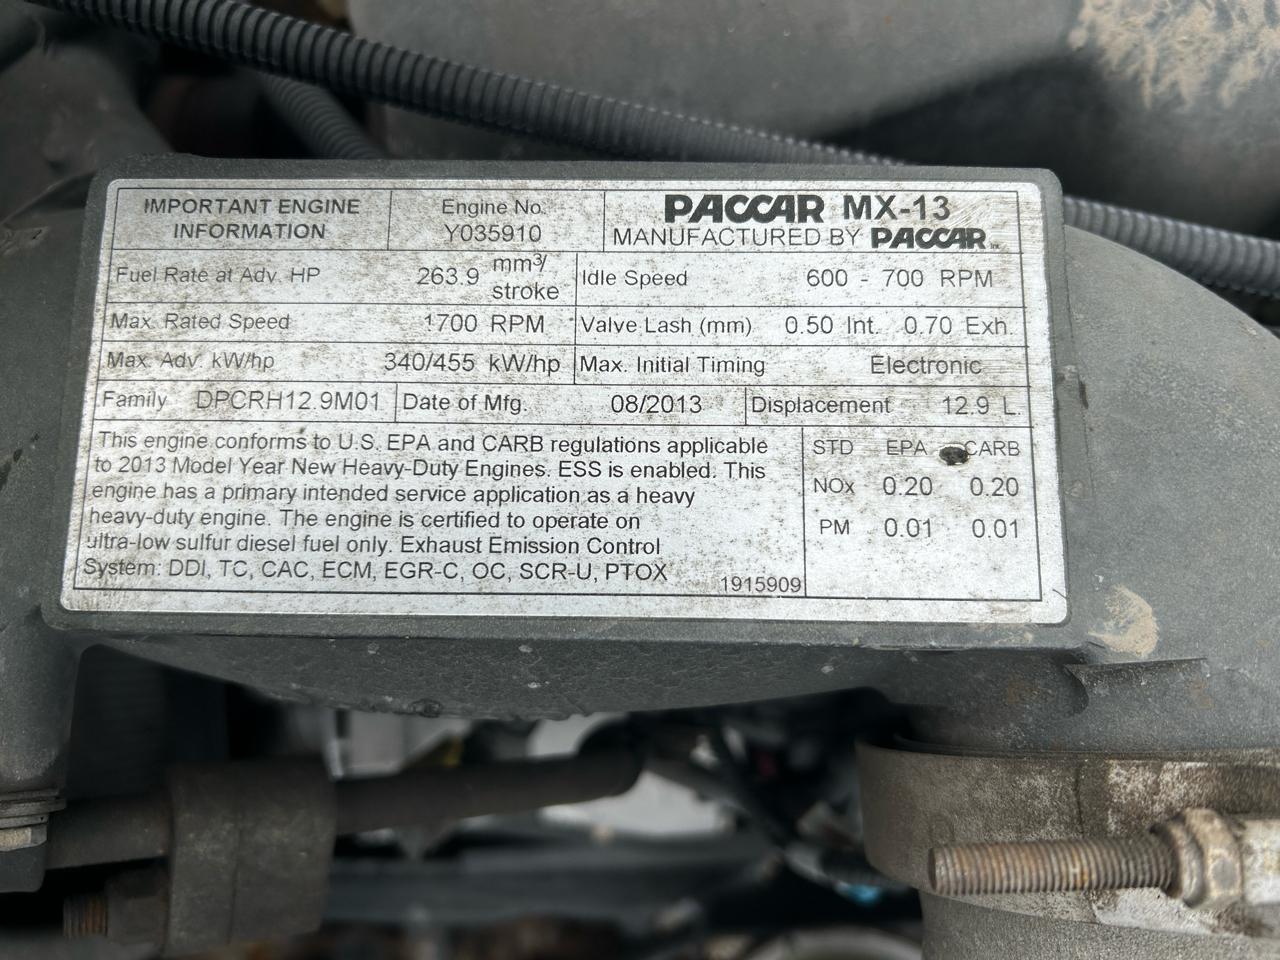 IMPORTANT ENGINE
INFORMATION
Engine No.
Y035910
PACCAR MX-13
MANUFACTURED BY PACCAR
Fuel Rate at Adv. HP 263.9 mm³/
stroke
Idle Speed 600 - 700 RPM
Max. Rated Speed 1700 RPM
Valve Lash (mm) 0.50 Int. 0.70 Exh.
Max. Adv. kW/hp 340/455 kW/hp
Max. Initial Timing Electronic
Family DPCRH12.9M01
Date of Mfg. 08/2013
Displacement 12.9 L
This engine conforms to U.S. EPA and CARB regulations applicable
to 2013 Model Year New Heavy-Duty Engines. ESS is enabled. This
engine has a primary intended service application as a heavy
heavy-duty engine. The engine is certified to operate on
ultra-low sulfur diesel fuel only. Exhaust Emission Control
System: DDI, TC, CAC, ECM, EGR-C, OC, SCR-U, PTOX
1915909
STD EPA CARB
NOx 0.20 0.20
PM 0.01 0.01